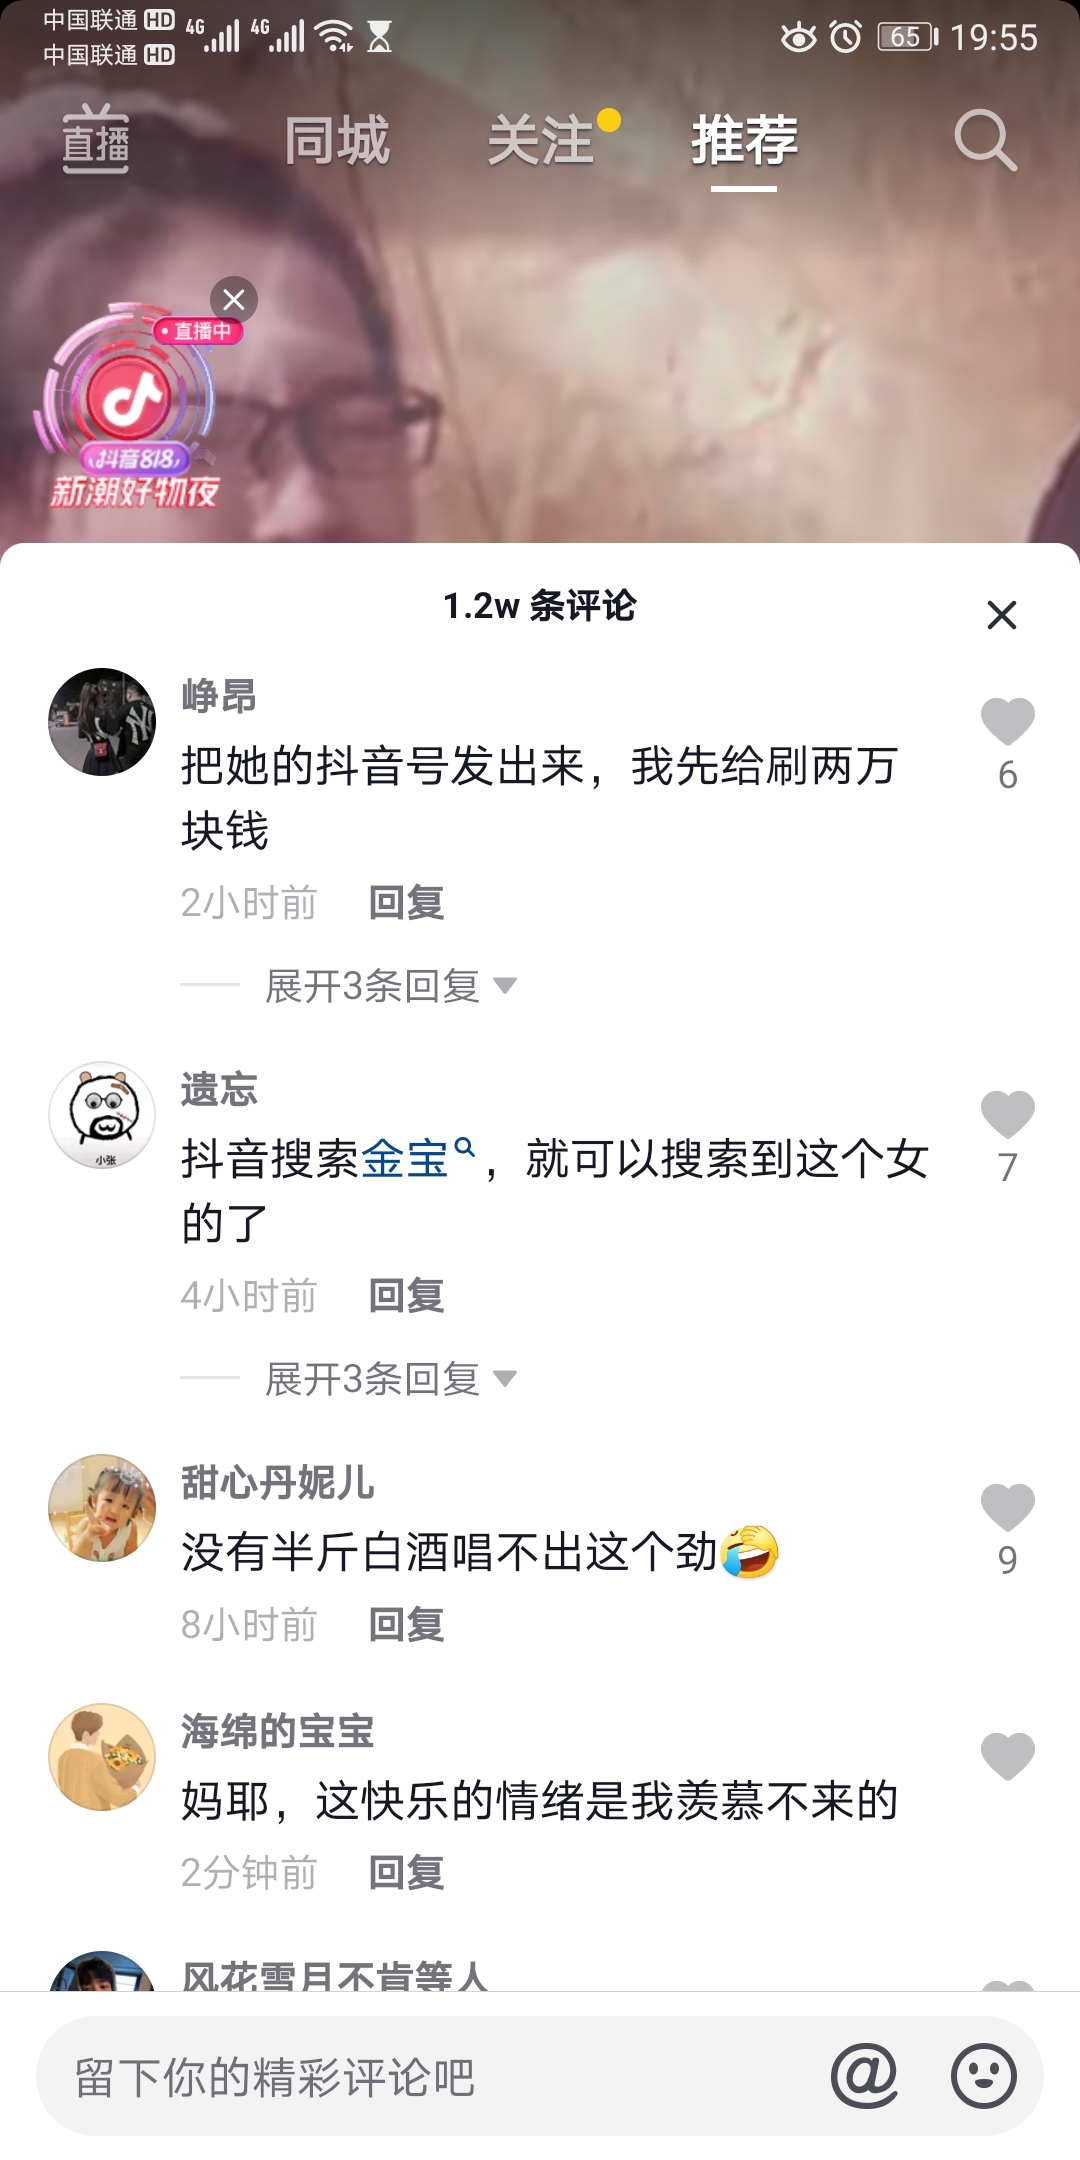 中国联通 HD 4G 4G 65 19:55
中国联通 HD
直播 同城 关注 推荐
直播中
抖音818
新潮好物夜
1.2w 条评论
峥昂
把她的抖音号发出来，我先给刷两万
块钱
6
2小时前 回复
展开3条回复
小张
遗忘
抖音搜索金宝，就可以搜索到这个女
的了
7
4小时前 回复
展开3条回复
甜心丹妮儿
没有半斤白酒唱不出这个劲🤣
9
8小时前 回复
海绵的宝宝
妈耶，这快乐的情绪是我羡慕不来的
2分钟前 回复
风花雪月不肯等人
留下你的精彩评论吧 @